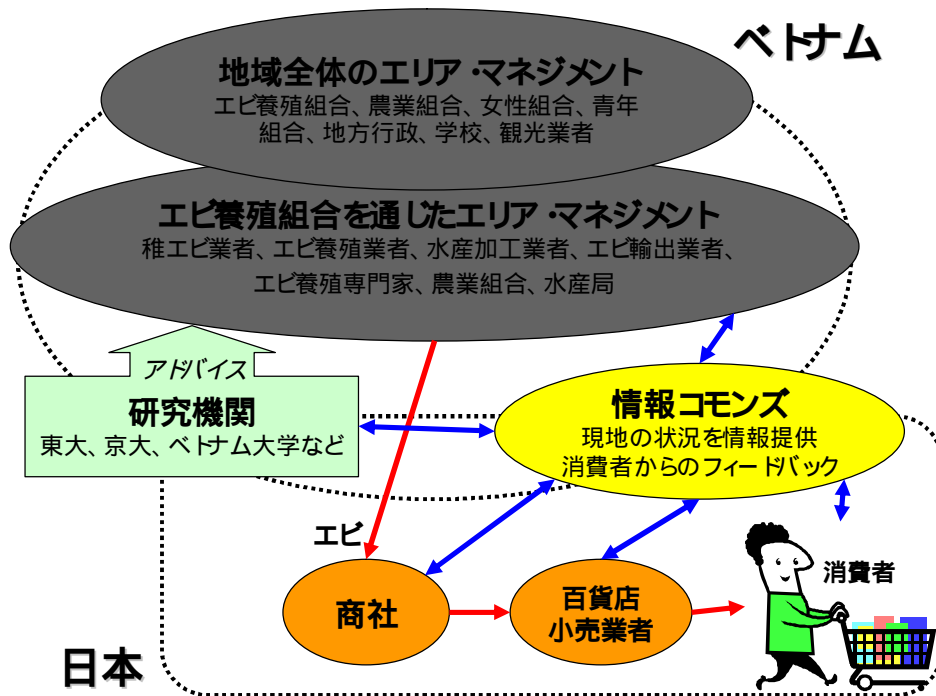 ベトナム
地域全体のエリア・マネジメント
エビ養殖組合、農業組合、女性組合、青年
組合、地方行政、学校、観光業者
エビ養殖組合を通じたエリア・マネジメント
稚エビ業者、エビ養殖業者、水産加工業者、エビ輸出業者、
エビ養殖専門家、農業組合、水産局
アドバイス
研究機関
東大、京大、ベトナム大学など
情報コモンズ
現地の状況を情報提供
消費者からのフィードバック
エビ
商社
百貨店
小売業者
消費者
日本